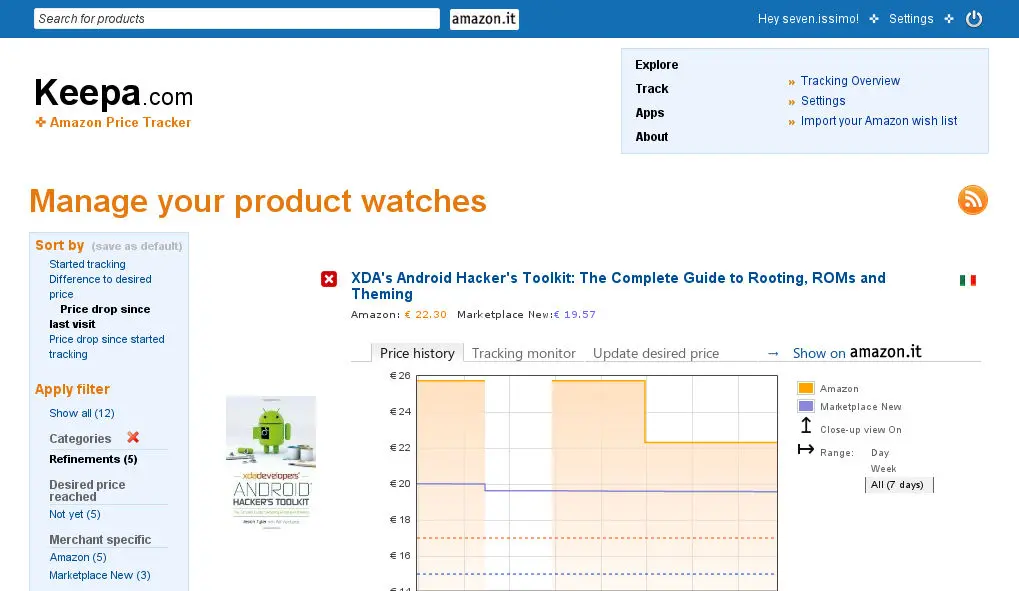 Search for products
amazon.it
Hey seven.issimo!
Settings
Keepa.com
Amazon Price Tracker
Explore
Track
Apps
About
» Tracking Overview
» Settings
» Import your Amazon wish list
Manage your product watches
Sort by (save as default)
Started tracking
Difference to desired
price
Price drop since
last visit
Price drop since started
tracking
Apply filter
Show all (12)
Categories
Refinements (5)
Desired price
reached
Not yet (5)
Merchant specific
Amazon (5)
Marketplace New (3)
XDA's Android Hacker's Toolkit: The Complete Guide to Rooting, ROMs and
Theming
Amazon: € 22.30 Marketplace New:€ 19.57
Price history
Tracking monitor
Update desired price
→ Show on amazon.it
xdadevelopers'
ANDROID
HACKER'S TOOLKIT
€ 26
€ 24
€ 22
€ 20
€ 18
€ 16
€ 14
Amazon
Marketplace New
Close-up view On
Range:
Day
Week
All (7 days)